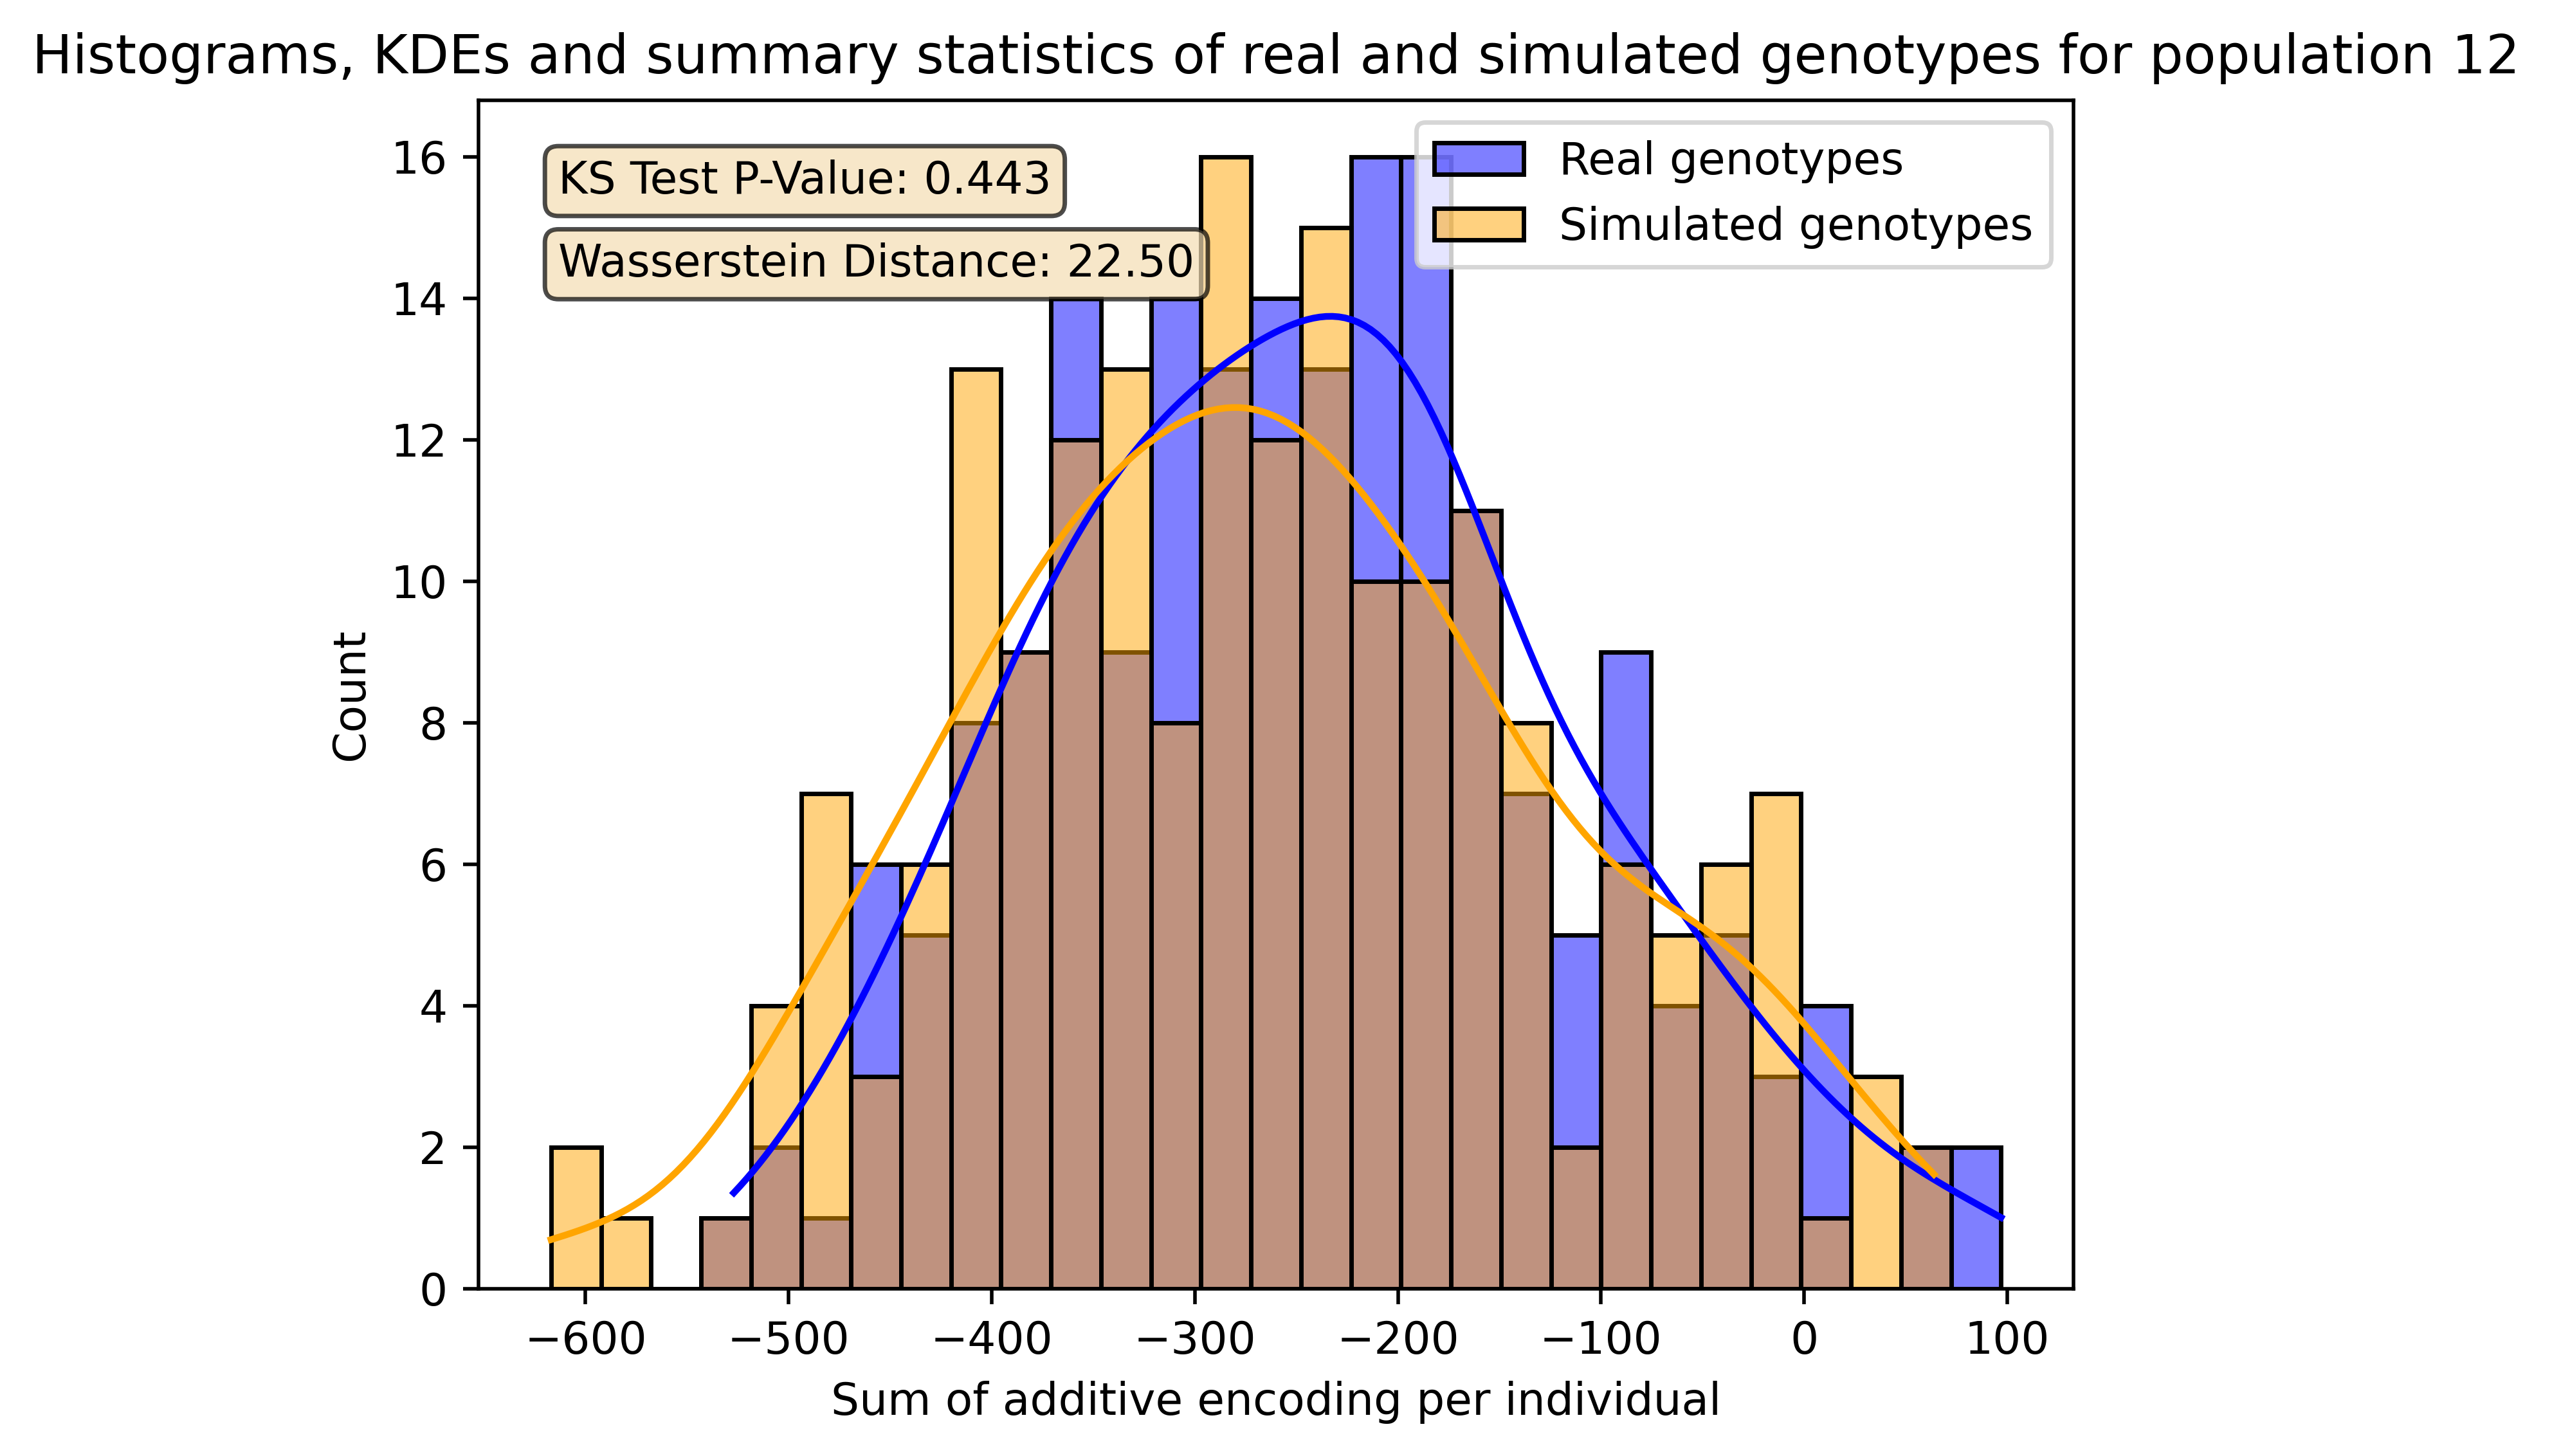 Histograms, KDEs and summary statistics of real and simulated genotypes for population 12
KS Test P-Value: 0.443
Wasserstein Distance: 22.50
Real genotypes
Simulated genotypes
16
14
12
10
8
6
4
2
0
Count
−600 −500 −400 −300 −200 −100 0 100
Sum of additive encoding per individual